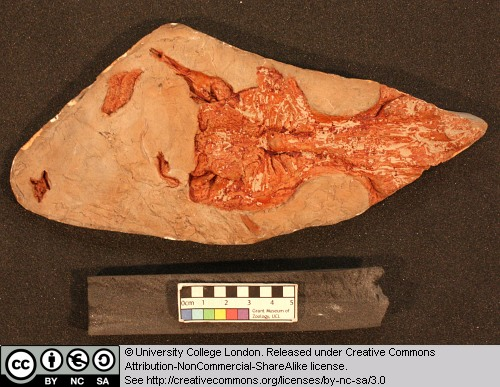 0cm 1 2 3 4 5
Grant Museum of
Zoology, UCL
© University College London. Released under Creative Commons
Attribution-NonCommercial-ShareAlike license.
See http://creativecommons.org/licenses/by-nc-sa/3.0
cc
BY NC SA